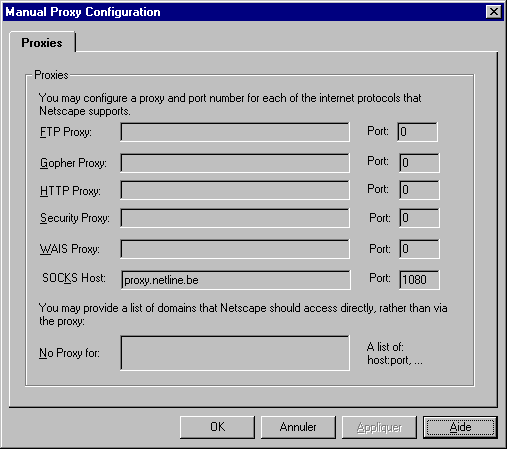 Manual Proxy Configuration
Proxies
Proxies
You may configure a proxy and port number for each of the internet protocols that
Netscape supports.
FTP Proxy: Port: 0
Gopher Proxy: Port: 0
HTTP Proxy: Port: 0
Security Proxy: Port: 0
WAIS Proxy: Port: 0
SOCKS Host: proxy.netline.be Port: 1080
You may provide a list of domains that Netscape should access directly, rather than via
the proxy:
No Proxy for: A list of:
host:port, ...
OK Annuler Appliquer Aide